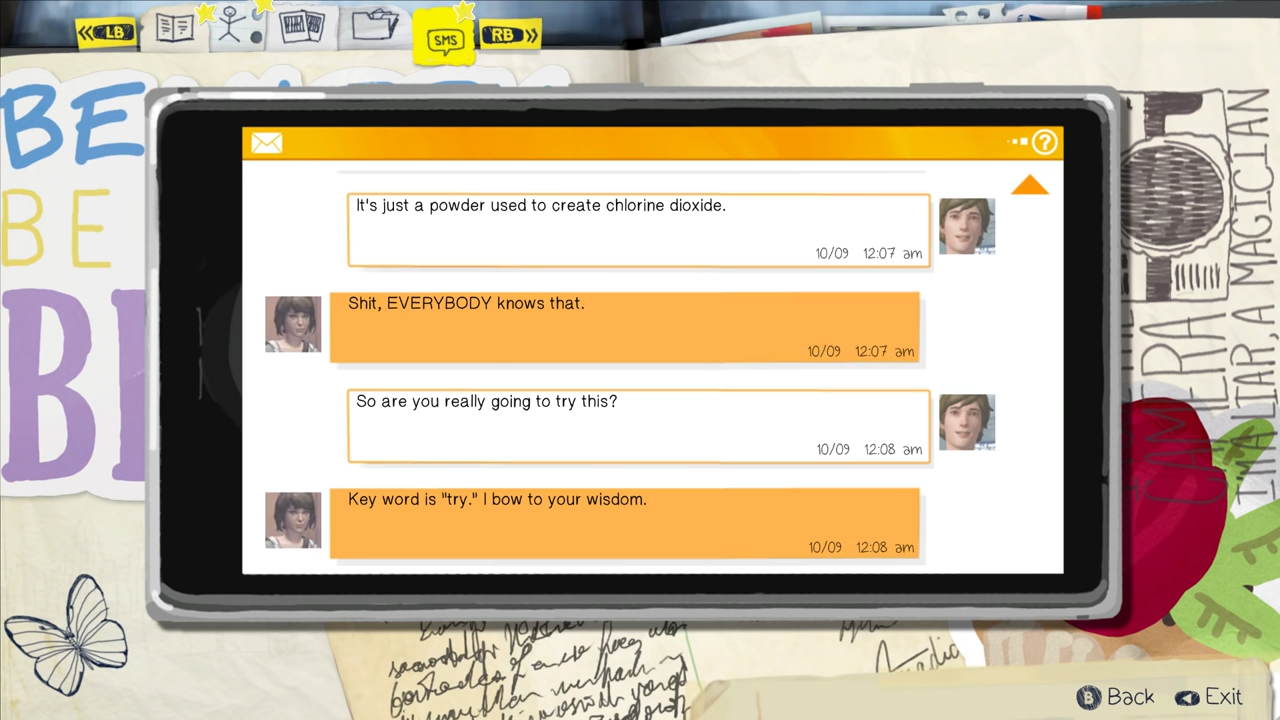 LB
SMS
RB
BE
BE
It's just a powder used to create chlorine dioxide.
10/09 12:07 am
Shit, EVERYBODY knows that.
10/09 12:07 am
So are you really going to try this?
10/09 12:08 am
Key word is "try." I bow to your wisdom.
10/09 12:08 am
CAMERA
LIAR, A MAGICIAN
B Back
Exit